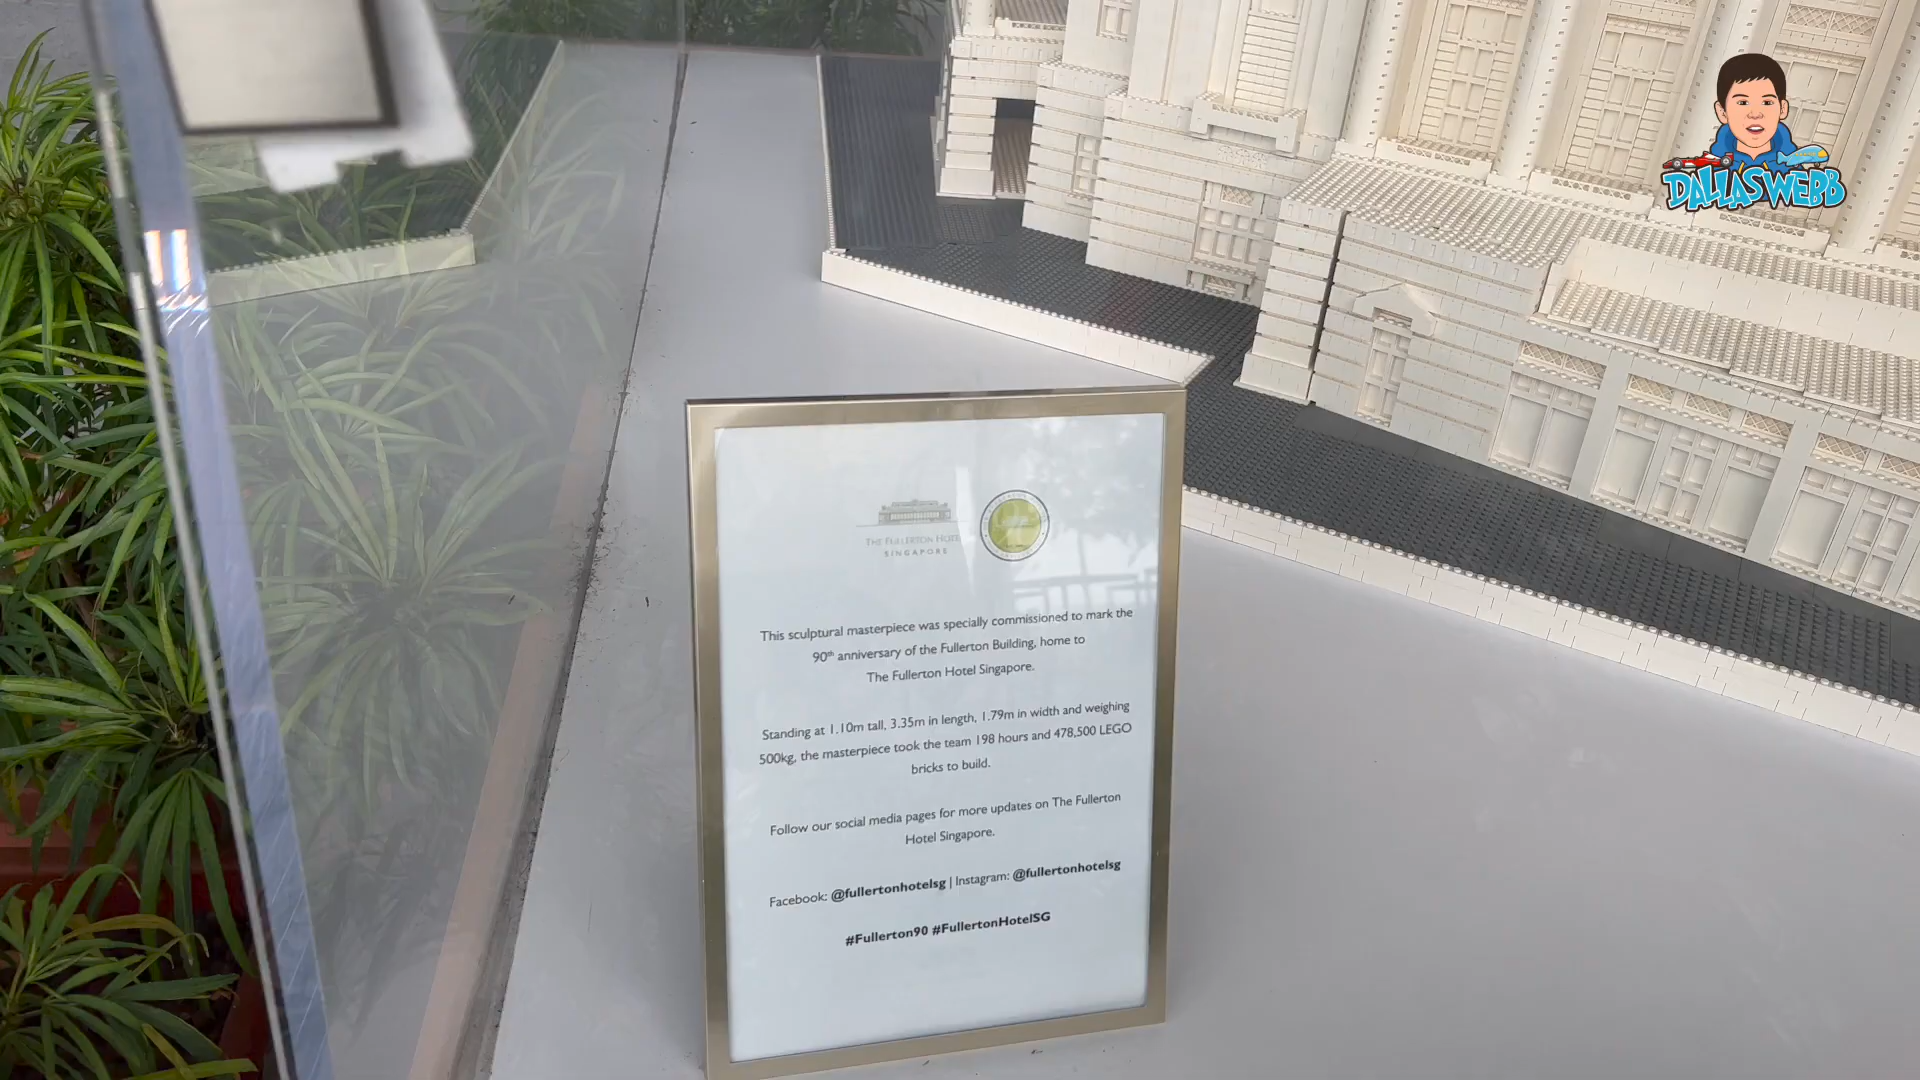 DALLASWEBB
THE FULLERTON HOTEL
SINGAPORE
This sculptural masterpiece was specially commissioned to mark the
90th anniversary of the Fullerton Building, home to
The Fullerton Hotel Singapore.
Standing at 1.10m tall, 3.35m in length, 1.79m in width and weighing
500kg, the masterpiece took the team 198 hours and 478,500 LEGO
bricks to build.
Follow our social media pages for more updates on The Fullerton
Hotel Singapore.
Facebook: @fullertonhotelsg | Instagram: @fullertonhotelsg
#Fullerton90 #FullertonHotelSG